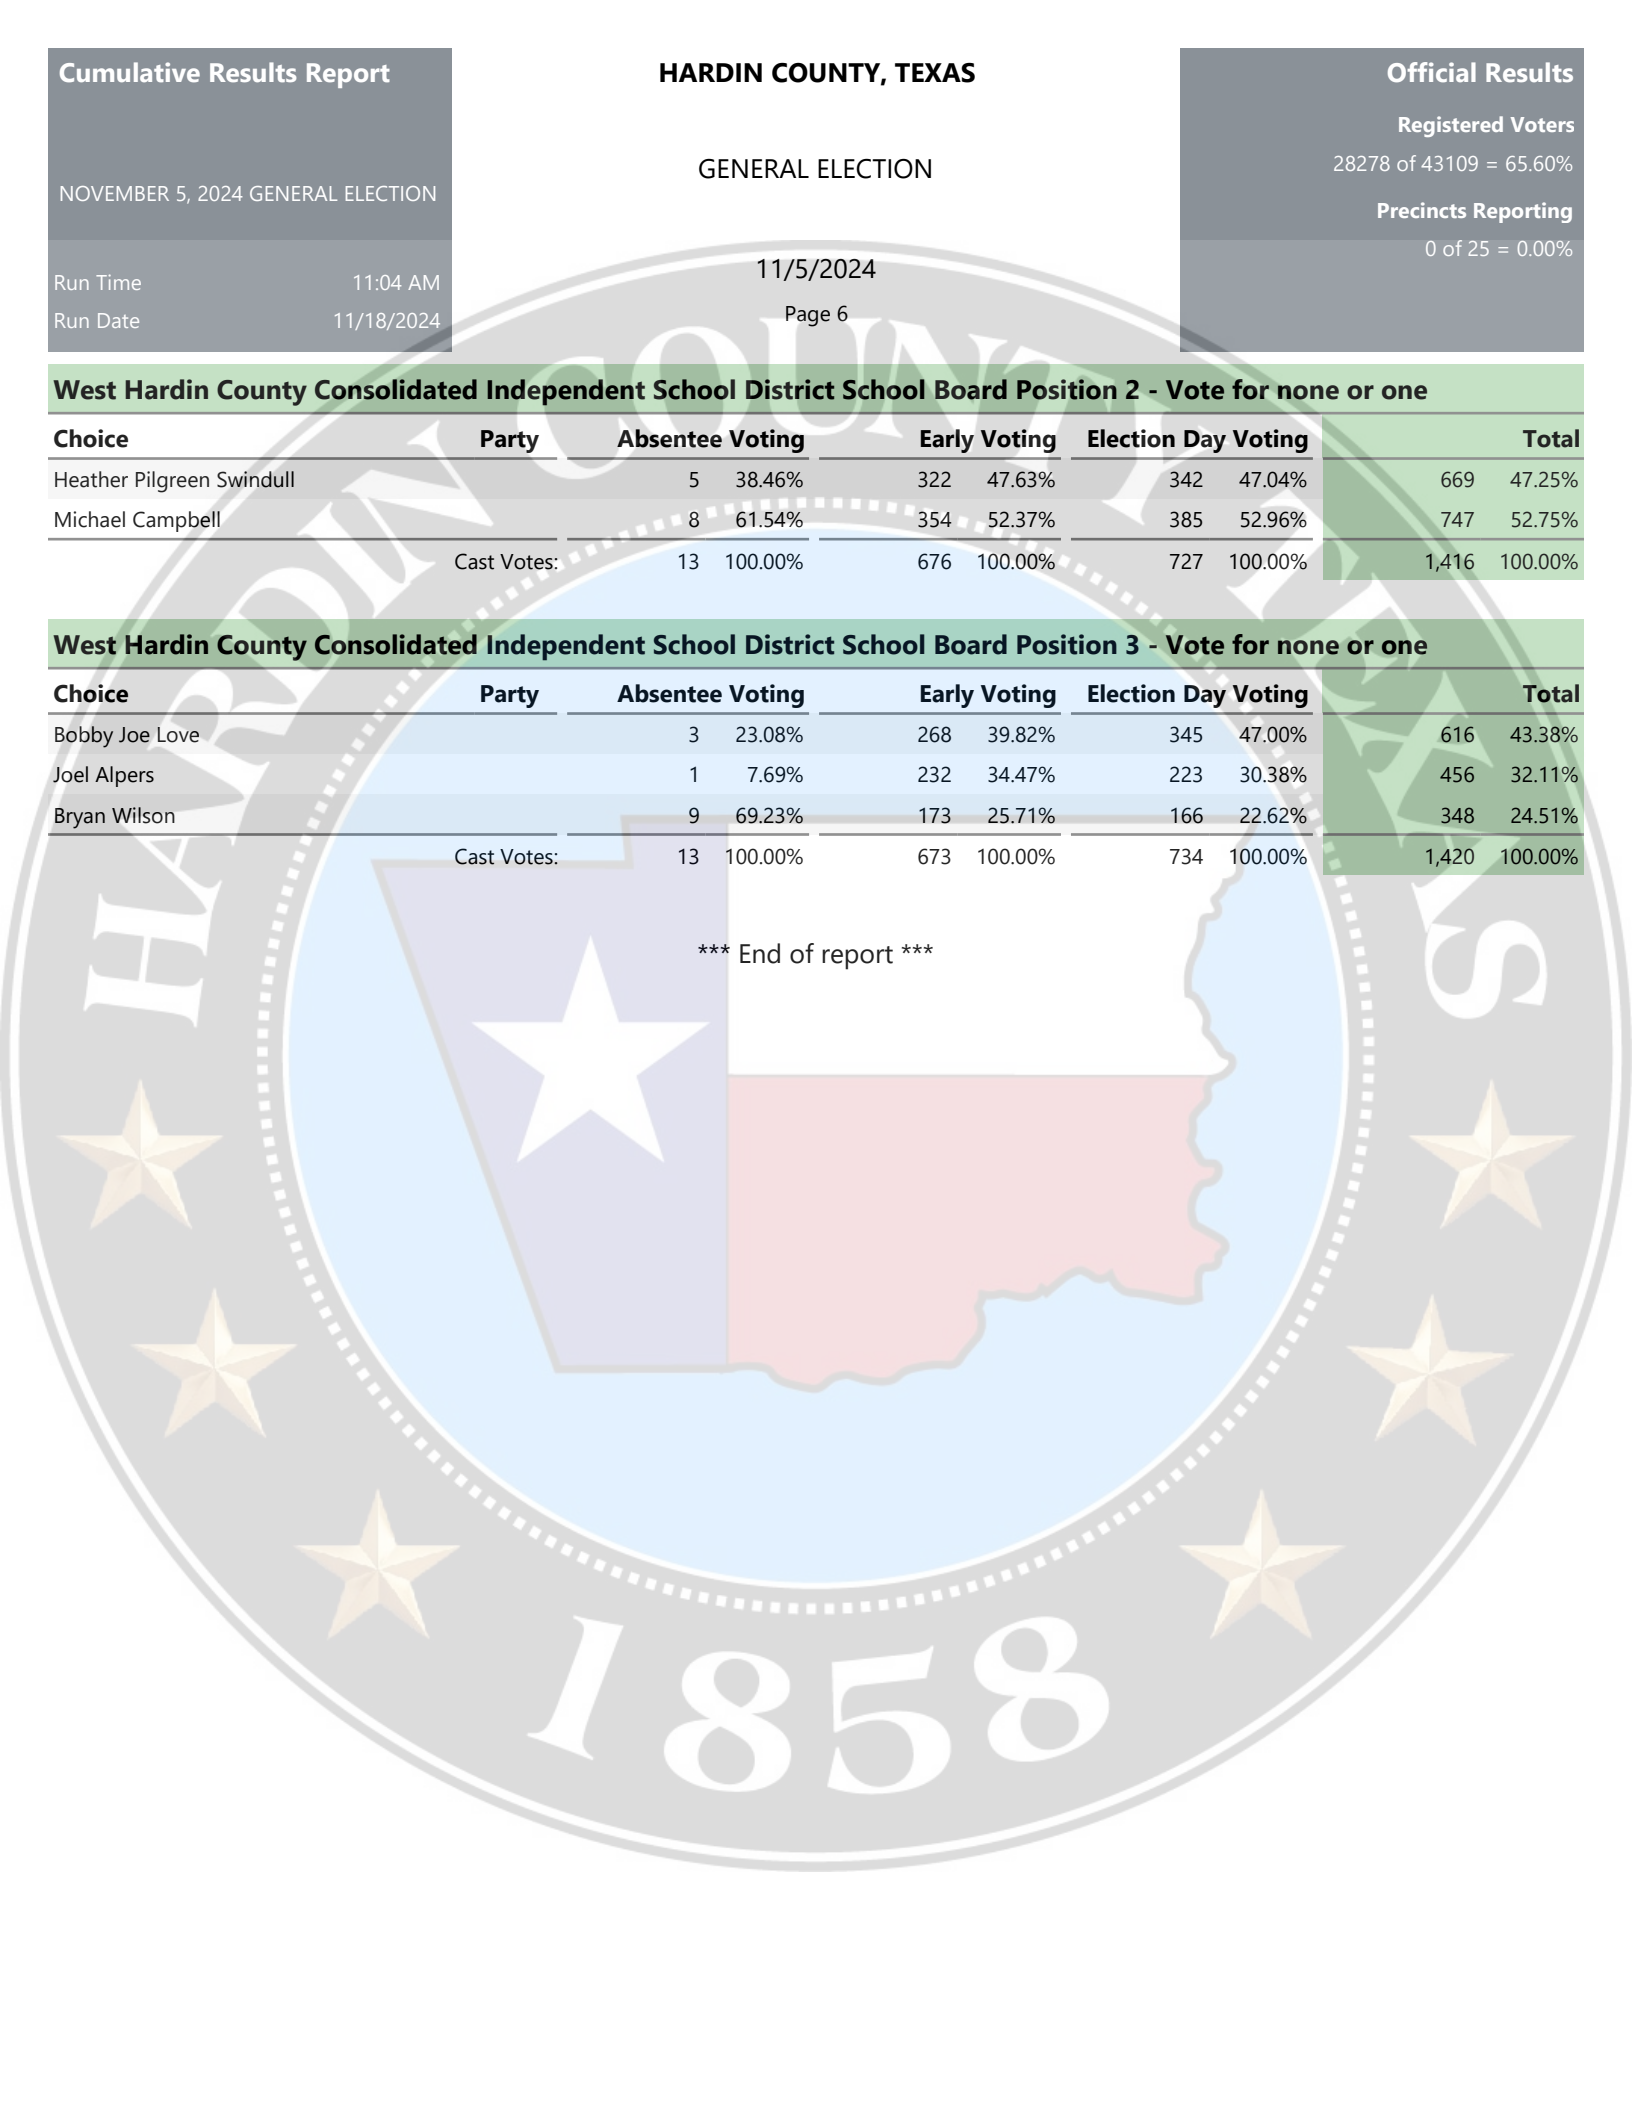 Cumulative Results Report
NOVEMBER 5, 2024 GENERAL ELECTION
Run Time 11:04 AM
Run Date 11/18/2024
HARDIN COUNTY, TEXAS
GENERAL ELECTION
11/5/2024
Page 6
Official Results
Registered Voters
28278 of 43109 = 65.60%
Precincts Reporting
0 of 25 = 0.00%
West Hardin County Consolidated Independent School District School Board Position 2 - Vote for none or one
Choice Party Absentee Voting Early Voting Election Day Voting Total
Heather Pilgreen Swindull 5 38.46% 322 47.63% 342 47.04% 669 47.25%
Michael Campbell 8 61.54% 354 52.37% 385 52.96% 747 52.75%
Cast Votes: 13 100.00% 676 100.00% 727 100.00% 1,416 100.00%
West Hardin County Consolidated Independent School District School Board Position 3 - Vote for none or one
Choice Party Absentee Voting Early Voting Election Day Voting Total
Bobby Joe Love 3 23.08% 268 39.82% 345 47.00% 616 43.38%
Joel Alpers 1 7.69% 232 34.47% 223 30.38% 456 32.11%
Bryan Wilson 9 69.23% 173 25.71% 166 22.62% 348 24.51%
Cast Votes: 13 100.00% 673 100.00% 734 100.00% 1,420 100.00%
*** End of report ***
HARDIN COUNTY TEXAS
1858